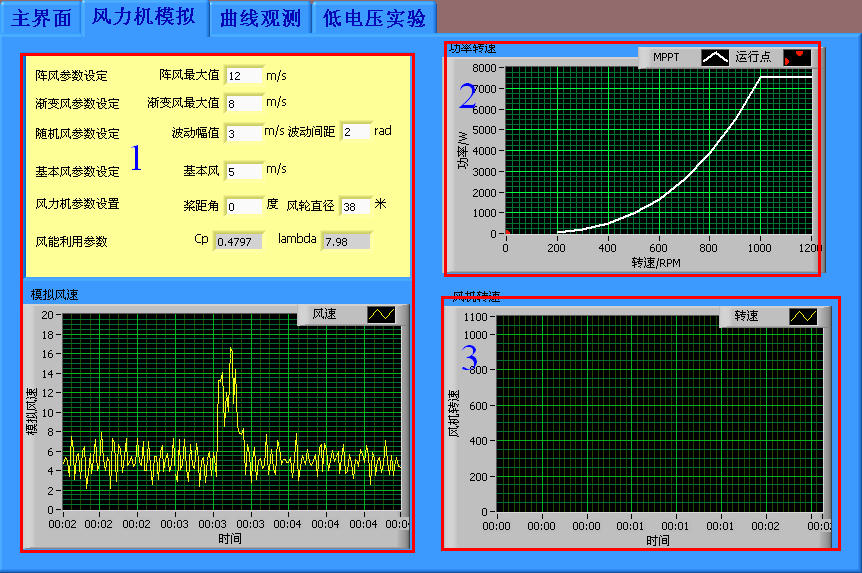 主界面 风力机模拟 曲线观测 低电压实验
阵风参数设定 阵风最大值 12 m/s
渐变风参数设定 渐变风最大值 8 m/s
随机风参数设定 波动幅值 3 m/s 波动间距 2 rad
1
基本风参数设定 基本风 5 m/s
风力机参数设置 桨距角 0 度 风轮直径 38 米
风能利用参数 Cp 0.4797 lambda 7.98
模拟风速
风速
20
18
16
14
12
10
8
6
4
2
0
模拟风速
00:02 00:02 00:02 00:03 00:03 00:03 00:04 00:04 00:04 00:04
时间
功率转速
MPPT 运行点
2
8000
7000
6000
5000
4000
3000
2000
1000
0
功率/W
0 200 400 600 800 1000 1200
转速/RPM
风机转速
转速
3
1100
1000
800
600
400
200
0
风机转速
00:00 00:00 00:00 00:01 00:01 00:01 00:02 00:02
时间